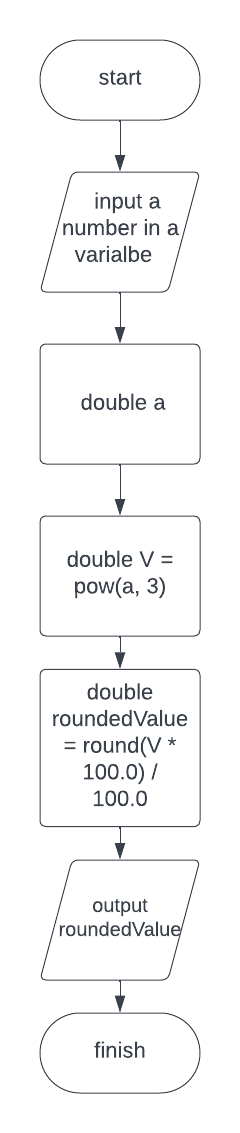 start
input a
number in a
varialbe
double a
double V =
pow(a, 3)
double
roundedValue
= round(V *
100.0) /
100.0
output
roundedValue
finish